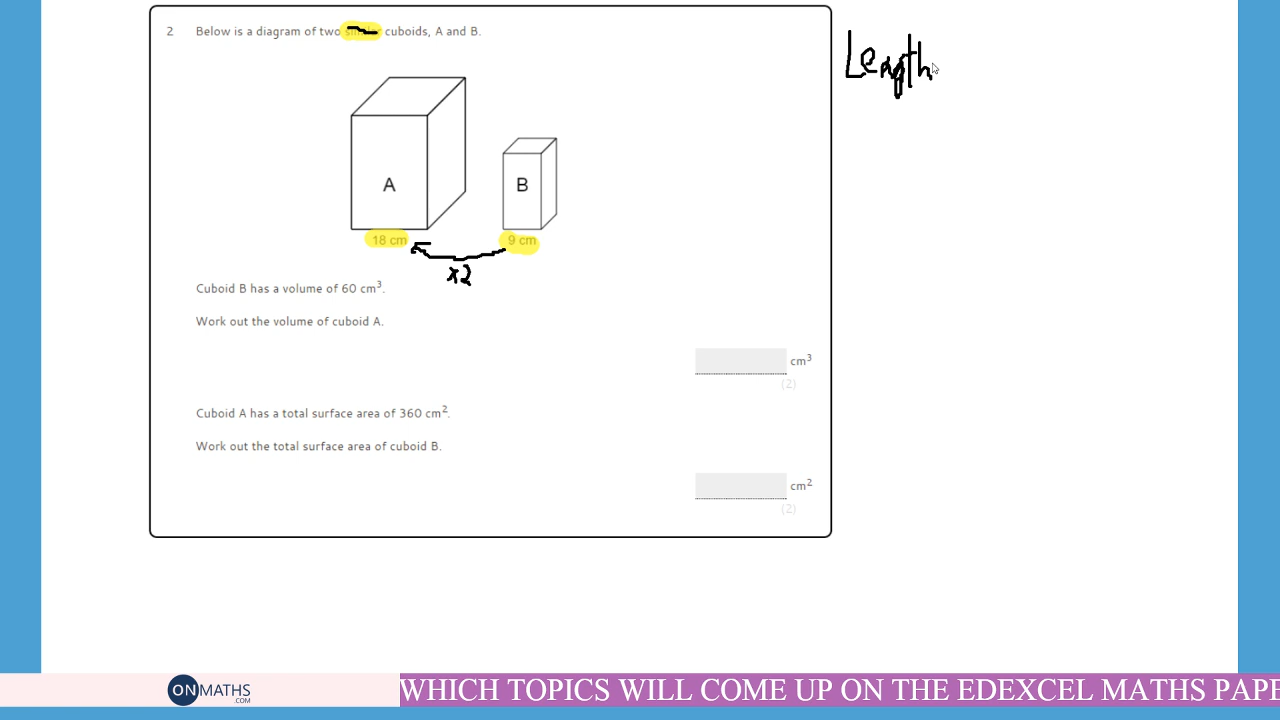 2 Below is a diagram of two similar cuboids, A and B.
Length
A
B
18 cm
9 cm
x2
Cuboid B has a volume of 60 cm³.
Work out the volume of cuboid A.
cm³
(2)
Cuboid A has a total surface area of 360 cm².
Work out the total surface area of cuboid B.
cm²
(2)
ONMATHS
.COM
WHICH TOPICS WILL COME UP ON THE EDEXCEL MATHS PAPE